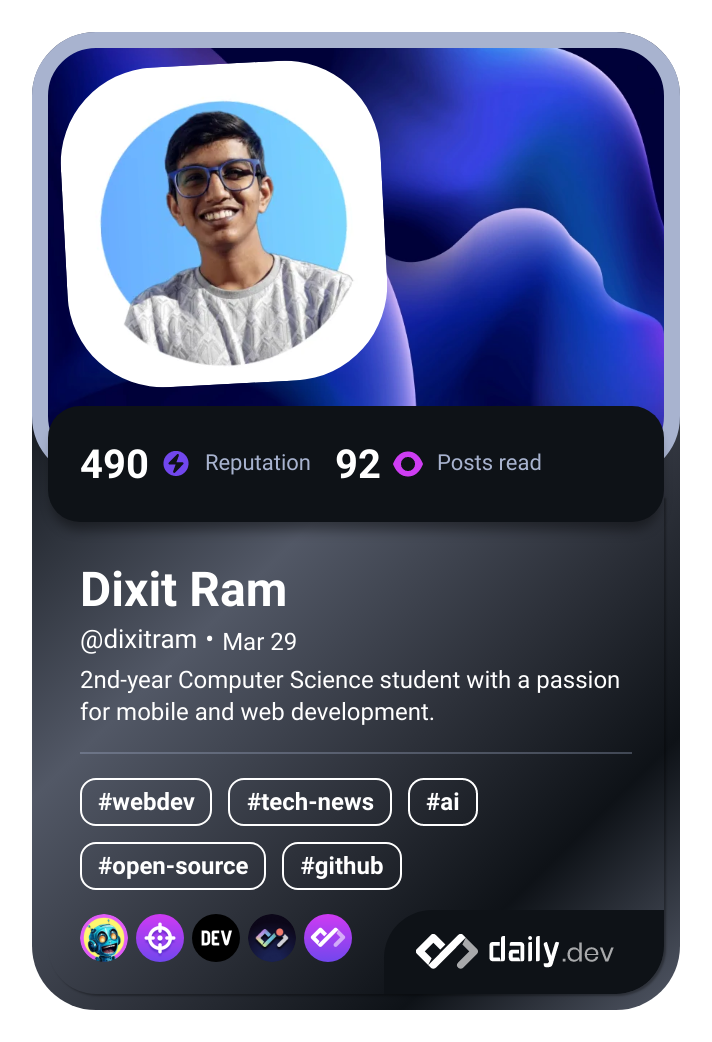 490 Reputation 92 Posts read
Dixit Ram
@dixitram • Mar 29
2nd-year Computer Science student with a passion
for mobile and web development.
#webdev #tech-news #ai
#open-source #github
DEV daily.dev